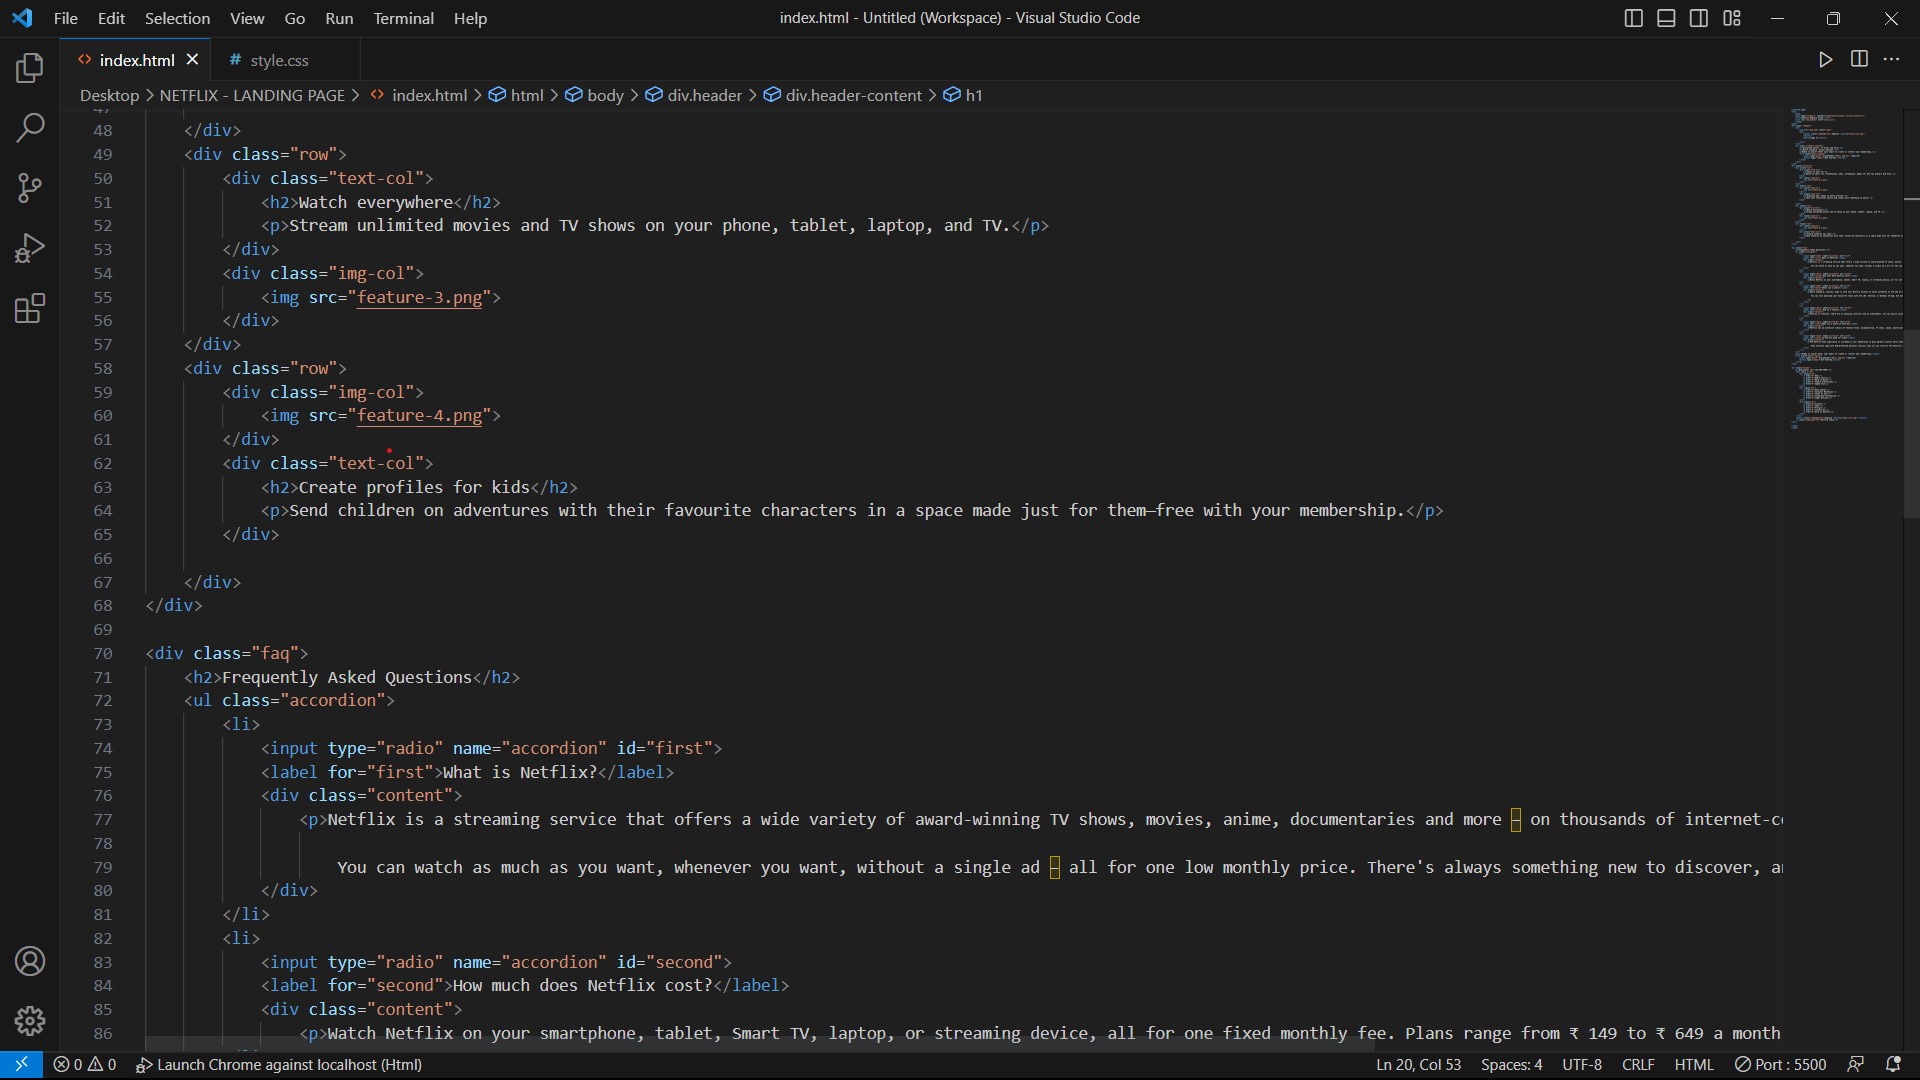 File Edit Selection View Go Run Terminal Help
index.html - Untitled (Workspace) - Visual Studio Code
index.html
# style.css
Desktop > NETFLIX - LANDING PAGE > index.html > html > body > div.header > div.header-content > h1
48 </div>
49 <div class="row">
50 <div class="text-col">
51 <h2>Watch everywhere</h2>
52 <p>Stream unlimited movies and TV shows on your phone, tablet, laptop, and TV.</p>
53 </div>
54 <div class="img-col">
55 <img src="feature-3.png">
56 </div>
57 </div>
58 <div class="row">
59 <div class="img-col">
60 <img src="feature-4.png">
61 </div>
62 <div class="text-col">
63 <h2>Create profiles for kids</h2>
64 <p>Send children on adventures with their favourite characters in a space made just for them—free with your membership.</p>
65 </div>
66
67 </div>
68 </div>
69
70 <div class="faq">
71 <h2>Frequently Asked Questions</h2>
72 <ul class="accordion">
73 <li>
74 <input type="radio" name="accordion" id="first">
75 <label for="first">What is Netflix?</label>
76 <div class="content">
77 <p>Netflix is a streaming service that offers a wide variety of award-winning TV shows, movies, anime, documentaries and more – on thousands of
78
79 You can watch as much as you want, whenever you want, without a single ad – all for one low monthly price. There's always something new to discover,
80 </div>
81 </li>
82 <li>
83 <input type="radio" name="accordion" id="second">
84 <label for="second">How much does Netflix cost?</label>
85 <div class="content">
86 <p>Watch Netflix on your smartphone, tablet, Smart TV, laptop, or streaming device, all for one fixed monthly fee. Plans range from ₹ 149 to ₹ 649 a month
0 0 Launch Chrome against localhost (Html)
Ln 20, Col 53 Spaces: 4 UTF-8 CRLF HTML Port : 5500